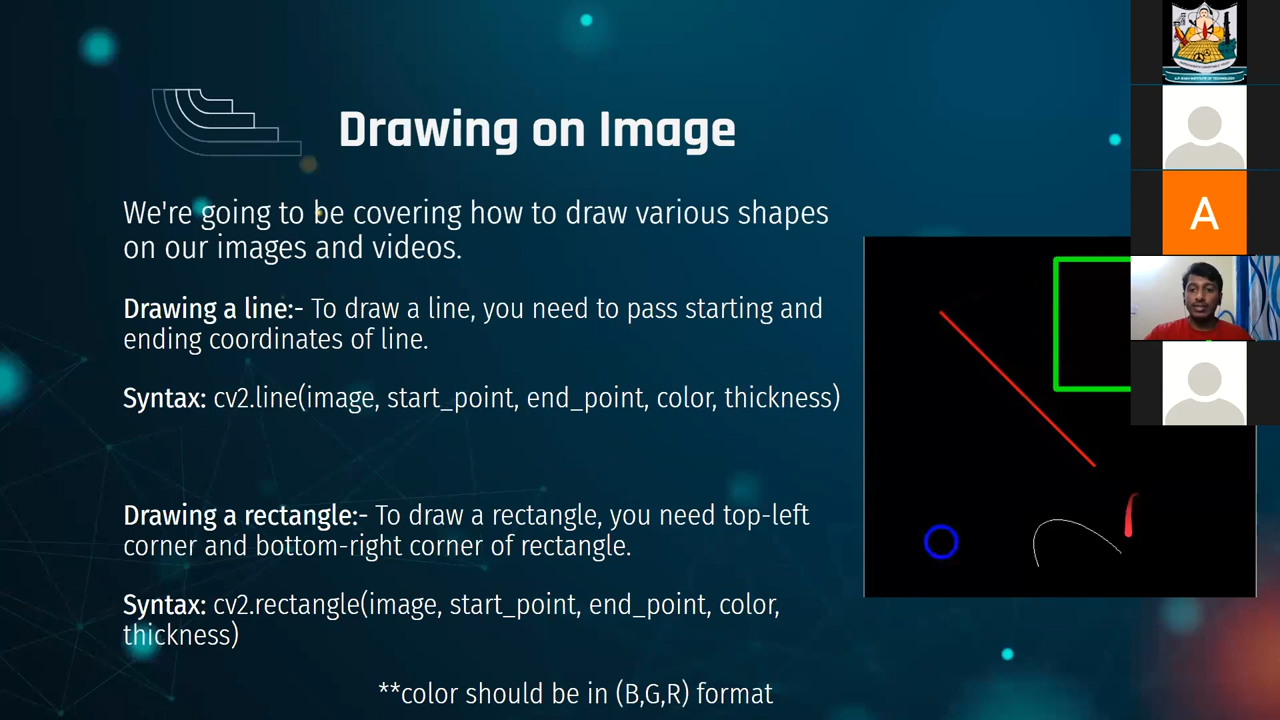 Drawing on Image
We're going to be covering how to draw various shapes
on our images and videos.
Drawing a line:- To draw a line, you need to pass starting and
ending coordinates of line.
Syntax: cv2.line(image, start_point, end_point, color, thickness)
Drawing a rectangle:- To draw a rectangle, you need top-left
corner and bottom-right corner of rectangle.
Syntax: cv2.rectangle(image, start_point, end_point, color,
thickness)
**color should be in (B,G,R) format
A